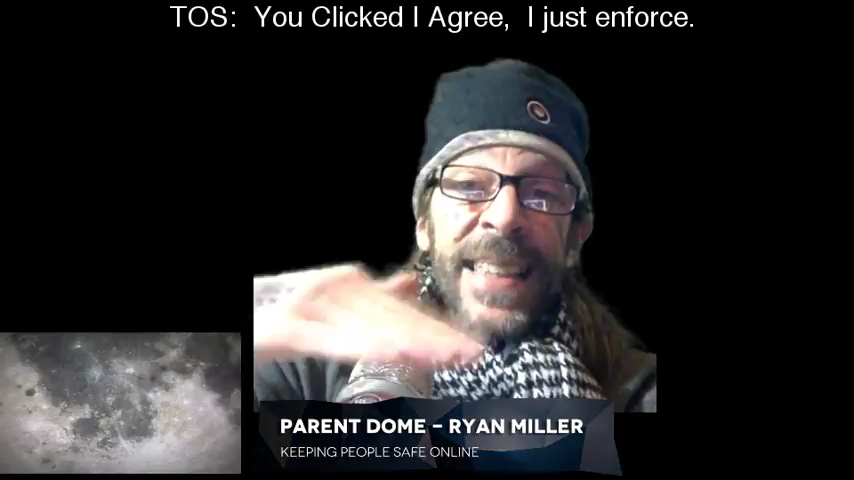 TOS:  You Clicked I Agree,  I just enforce.
PARENT DOME – RYAN MILLER
KEEPING PEOPLE SAFE ONLINE